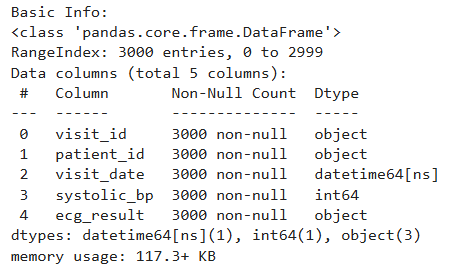 Basic Info:
<class 'pandas.core.frame.DataFrame'>
RangeIndex: 3000 entries, 0 to 2999
Data columns (total 5 columns):
 #   Column       Non-Null Count  Dtype
---  ------       --------------  -----
 0   visit_id     3000 non-null   object
 1   patient_id   3000 non-null   object
 2   visit_date   3000 non-null   datetime64[ns]
 3   systolic_bp  3000 non-null   int64
 4   ecg_result   3000 non-null   object
dtypes: datetime64[ns](1), int64(1), object(3)
memory usage: 117.3+ KB